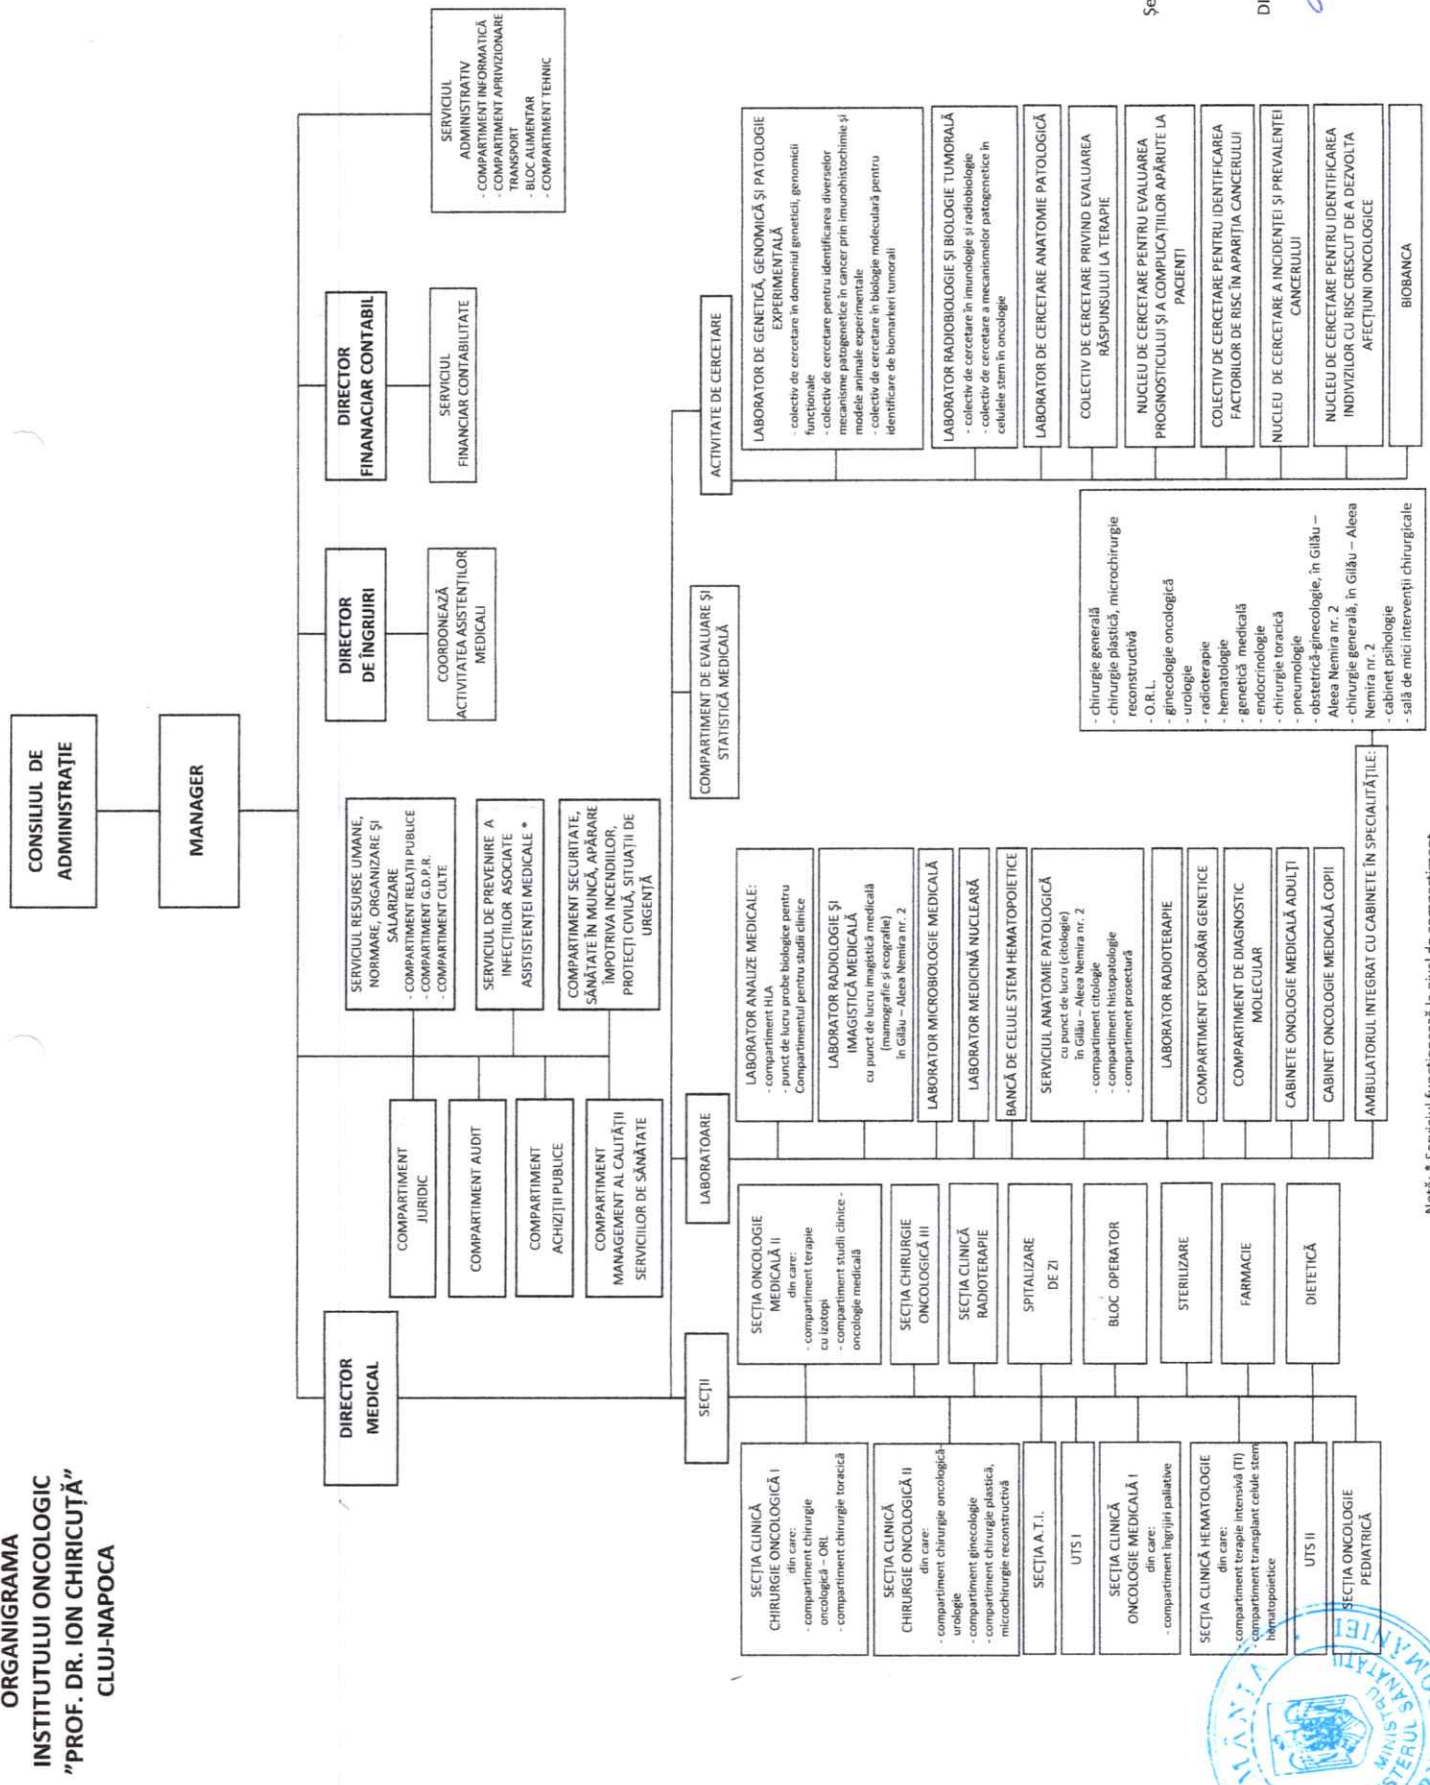 ORGANIGRAMA
INSTITUTULUI ONCOLOGIC
"PROF. DR. ION CHIRICUȚĂ"
CLUJ-NAPOCA
CONSILIUL DE
ADMINISTRAȚIE
MANAGER
DIRECTOR
MEDICAL
DIRECTOR
DE ÎNGRIJIRI
DIRECTOR
FINANACIAR CONTABIL
SERVICIUL
ADMINISTRATIV
- COMPARTIMENT INFORMATICĂ
- COMPARTIMENT APRIVIZIONARE
TRANSPORT
- BLOC ALIMENTAR
- COMPARTIMENT TEHNIC
COORDONEAZĂ
ACTIVITATEA ASISTENȚILOR
MEDICALI
SERVICIUL
FINANCIAR CONTABILITATE
COMPARTIMENT
JURIDIC
COMPARTIMENT AUDIT
COMPARTIMENT
ACHIZIȚII PUBLICE
COMPARTIMENT
MANAGEMENT AL CALITĂȚII
SERVICIILOR DE SĂNĂTATE
SERVICIUL RESURSE UMANE,
NORMARE, ORGANIZARE ȘI
SALARIZARE
- COMPARTIMENT RELAȚII PUBLICE
- COMPARTIMENT G.D.P.R.
- COMPARTIMENT CULTE
SERVICIUL DE PREVENIRE A
INFECȚIILOR ASOCIATE
ASISTISTENȚEI MEDICALE *
COMPARTIMENT SECURITATE,
SĂNĂTATE ÎN MUNCĂ, APĂRARE
ÎMPOTRIVA INCENDIILOR,
PROTECȚI CIVILĂ, SITUAȚII DE
URGENȚĂ
SECȚII
LABORATOARE
COMPARTIMENT DE EVALUARE ȘI
STATISTICĂ MEDICALĂ
ACTIVITATE DE CERCETARE
SECȚIA CLINICĂ
CHIRURGIE ONCOLOGICĂ I
din care:
- compartiment chirurgie
oncologică – ORL
- compartiment chirurgie toracică
SECȚIA CLINICĂ
CHIRURGIE ONCOLOGICĂ II
din care:
- compartiment chirurgie oncologică-
urologie
- compartiment ginecologie
- compartiment chirurgie plastică,
microchirurgie reconstructivă
SECȚIA A.T.I.
UTS I
SECȚIA CLINICĂ
ONCOLOGIE MEDICALĂ I
din care:
- compartiment îngrijiri paliative
SECȚIA CLINICĂ HEMATOLOGIE
din care:
- compartiment terapie intensivă (TI)
- compartiment transplant celule stem
hematopoietice
UTS II
SECȚIA ONCOLOGIE
PEDIATRICĂ
SECȚIA ONCOLOGIE
MEDICALĂ II
din care:
- compartiment terapie
cu izotopi
- compartiment studii clinice -
oncologie medicală
SECȚIA CHIRURGIE
ONCOLOGICĂ III
SECȚIA CLINICĂ
RADIOTERAPIE
SPITALIZARE
DE ZI
BLOC OPERATOR
STERILIZARE
FARMACIE
DIETETICĂ
LABORATOR ANALIZE MEDICALE:
- compartiment HLA
- punct de lucru probe biologice pentru
Compartimentul pentru studii clinice
LABORATOR RADIOLOGIE ȘI
IMAGISTICĂ MEDICALĂ
cu punct de lucru imagistică medicală
(mamografie și ecografie)
în Gilău – Aleea Nemira nr. 2
LABORATOR MICROBIOLOGIE MEDICALĂ
LABORATOR MEDICINĂ NUCLEARĂ
BANCĂ DE CELULE STEM HEMATOPOIETICE
SERVICIUL ANATOMIE PATOLOGICĂ
cu punct de lucru (citologie)
în Gilău – Aleea Nemira nr. 2
- compartiment citologie
- compartiment histopatologie
- compartiment prosectură
LABORATOR RADIOTERAPIE
COMPARTIMENT EXPLORĂRI GENETICE
COMPARTIMENT DE DIAGNOSTIC
MOLECULAR
CABINETE ONOLOGIE MEDICALĂ ADULȚI
CABINET ONCOLOGIE MEDICALĂ COPII
AMBULATORUL INTEGRAT CU CABINETE ÎN SPECIALITĂȚILE:
- chirurgie generală
- chirurgie plastică, microchirurgie
reconstructivă
- O.R.L.
- ginecologie oncologică
- urologie
- radioterapie
- hematologie
- genetică medicală
- endocrinologie
- chirurgie toracică
- pneumologie
- obstetrică-ginecologie, în Gilău –
Aleea Nemira nr. 2
- chirurgie generală, în Gilău – Aleea
Nemira nr. 2
- cabinet psihologie
- sală de mici intervenții chirurgicale
LABORATOR DE GENETICĂ, GENOMICĂ ȘI PATOLOGIE
EXPERIMENTALĂ
- colectiv de cercetare în domeniul geneticii, genomicii
funcționale
- colectiv de cercetare pentru identificarea diverselor
mecanisme patogenetice în cancer prin imunohistochimie și
modele animale experimentale
- colectiv de cercetare în biologie moleculară pentru
identificare de biomarkeri tumorali
LABORATOR RADIOBIOLOGIE ȘI BIOLOGIE TUMORALĂ
- colectiv de cercetare în imunologie și radiobiologie
- colectiv de cercetare a mecanismelor patogenetice în
celulele stem în oncologie
LABORATOR DE CERCETARE ANATOMIE PATOLOGICĂ
COLECTIV DE CERCETARE PRIVIND EVALUAREA
RĂSPUNSULUI LA TERAPIE
NUCLEU DE CERCETARE PENTRU EVALUAREA
PROGNOSTICULUI ȘI A COMPLICAȚIILOR APĂRUTE LA
PACIENȚI
COLECTIV DE CERCETARE PENTRU IDENTIFICAREA
FACTORILOR DE RISC ÎN APARIȚIA CANCERULUI
NUCLEU DE CERCETARE A INCIDENȚEI ȘI PREVALENȚEI
CANCERULUI
NUCLEU DE CERCETARE PENTRU IDENTIFICAREA
INDIVIZILOR CU RISC CRESCUT DE A DEZVOLTA
AFECȚIUNI ONCOLOGICE
BIOBANCA
MINISTRU